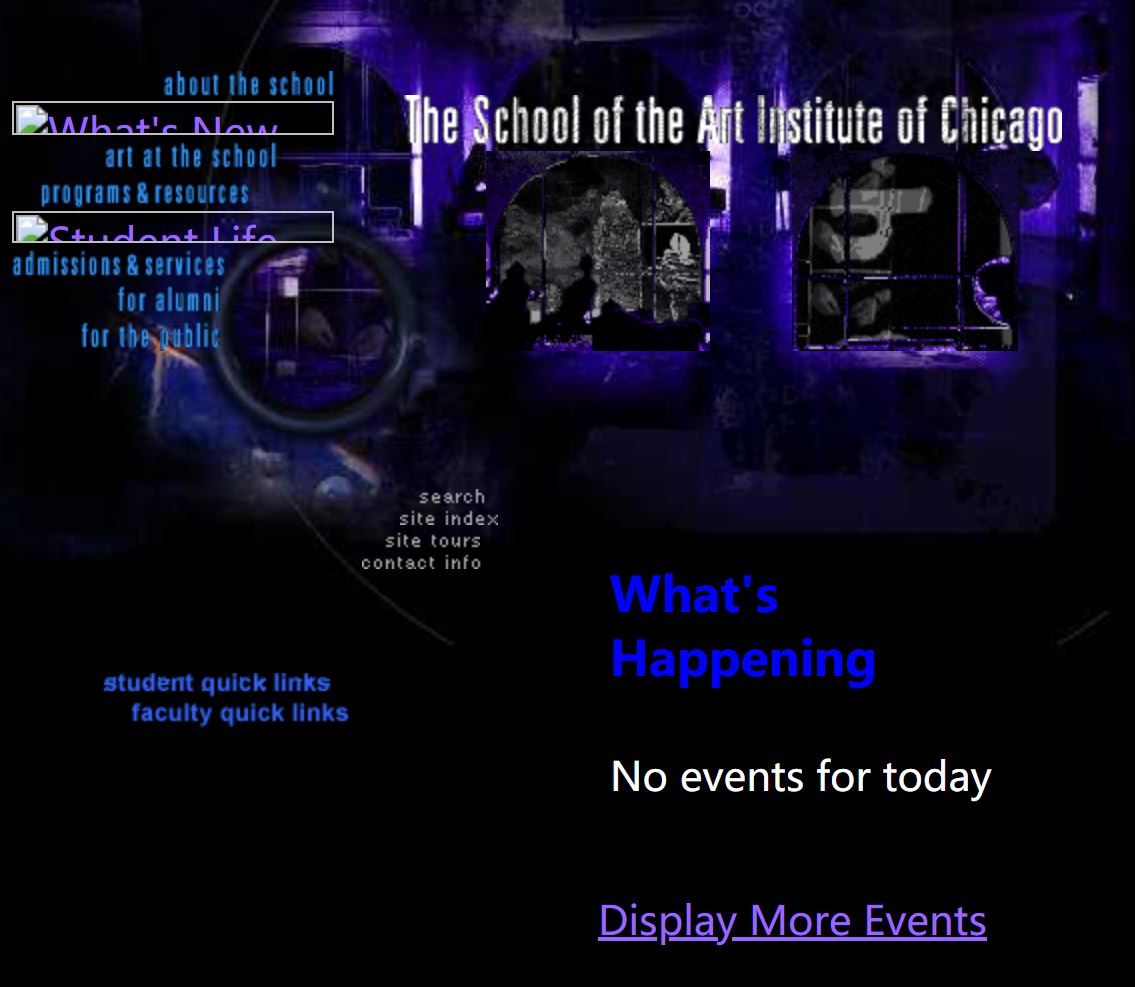 about the school
The School of the Art Institute of Chicago
What's New
art at the school
programs & resources
Student Life
admissions & services
for alumni
for the public
search
site index
site tours
contact info
What's
Happening
student quick links
faculty quick links
No events for today
Display More Events